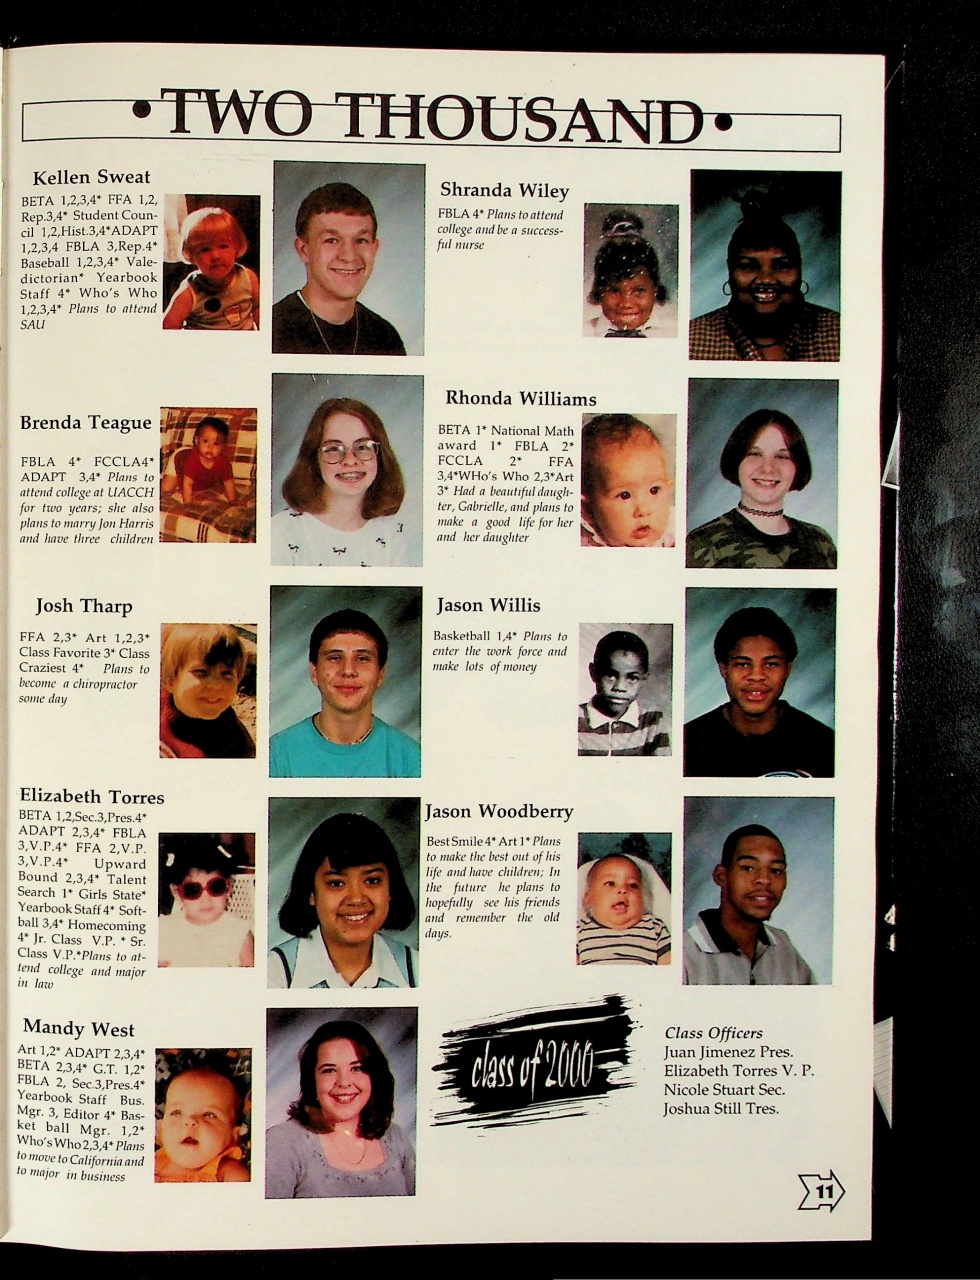 •TWO THOUSAND•
Kellen Sweat
BETA 1,2,3,4* FFA 1,2,
Rep.3,4* Student Coun-
cil 1,2,Hist.3,4*ADAPT
1,2,3,4 FBLA 3,Rep.4*
Baseball 1,2,3,4* Vale-
dictorian* Yearbook
Staff 4* Who's Who
1,2,3,4* Plans to attend
SAU
Brenda Teague
FBLA 4* FCCLA4*
ADAPT 3,4* Plans to
attend college at UACCH
for two years; she also
plans to marry Jon Harris
and have three children
Josh Tharp
FFA 2,3* Art 1,2,3*
Class Favorite 3* Class
Craziest 4* Plans to
become a chiropractor
some day
Elizabeth Torres
BETA 1,2,Sec.3,Pres.4*
ADAPT 2,3,4* FBLA
3,V.P.4* FFA 2,V.P.
3,V.P.4* Upward
Bound 2,3,4* Talent
Search 1* Girls State*
Yearbook Staff 4* Soft-
ball 3,4* Homecoming
4* Jr. Class V.P. * Sr.
Class V.P.*Plans to at-
tend college and major
in law
Mandy West
Art 1,2* ADAPT 2,3,4*
BETA 2,3,4* G.T. 1,2*
FBLA 2, Sec.3,Pres.4*
Yearbook Staff Bus.
Mgr. 3, Editor 4* Bas-
ket ball Mgr. 1,2*
Who's Who 2,3,4* Plans
to move to California and
to major in business
Shranda Wiley
FBLA 4* Plans to attend
college and be a success-
ful nurse
Rhonda Williams
BETA 1* National Math
award 1* FBLA 2*
FCCLA 2* FFA
3,4*WHo's Who 2,3*Art
3* Had a beautiful daugh-
ter, Gabrielle, and plans to
make a good life for her
and her daughter
Jason Willis
Basketball 1,4* Plans to
enter the work force and
make lots of money
Jason Woodberry
Best Smile 4* Art 1* Plans
to make the best out of his
life and have children; In
the future he plans to
hopefully see his friends
and remember the old
days.
class of 2000
Class Officers
Juan Jimenez Pres.
Elizabeth Torres V. P.
Nicole Stuart Sec.
Joshua Still Tres.
11